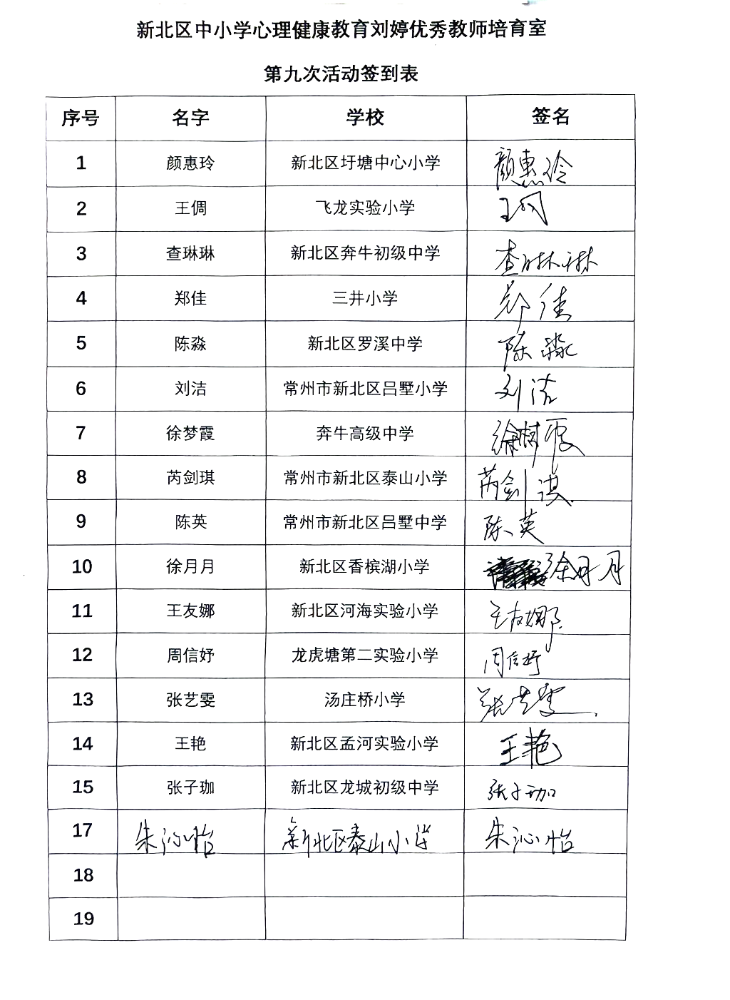 新北区中小学心理健康教育刘婷优秀教师培育室
第九次活动签到表
序号 名字 学校 签名
1 颜惠玲 新北区圩塘中心小学 颜惠玲
2 王倜 飞龙实验小学 王倜
3 查琳琳 新北区奔牛初级中学 查琳琳
4 郑佳 三井小学 郑佳
5 陈淼 新北区罗溪中学 陈淼
6 刘洁 常州市新北区吕墅小学 刘洁
7 徐梦霞 奔牛高级中学 徐梦霞
8 芮剑琪 常州市新北区泰山小学 芮剑琪
9 陈英 常州市新北区吕墅中学 陈英
10 徐月月 新北区香槟湖小学 徐月月
11 王友娜 新北区河海实验小学 王友娜
12 周信妤 龙虎塘第二实验小学 周信妤
13 张艺雯 汤庄桥小学 张艺雯
14 王艳 新北区孟河实验小学 王艳
15 张子珈 新北区龙城初级中学 张子珈
17 朱沁怡 新北区泰山小学 朱沁怡
18
19